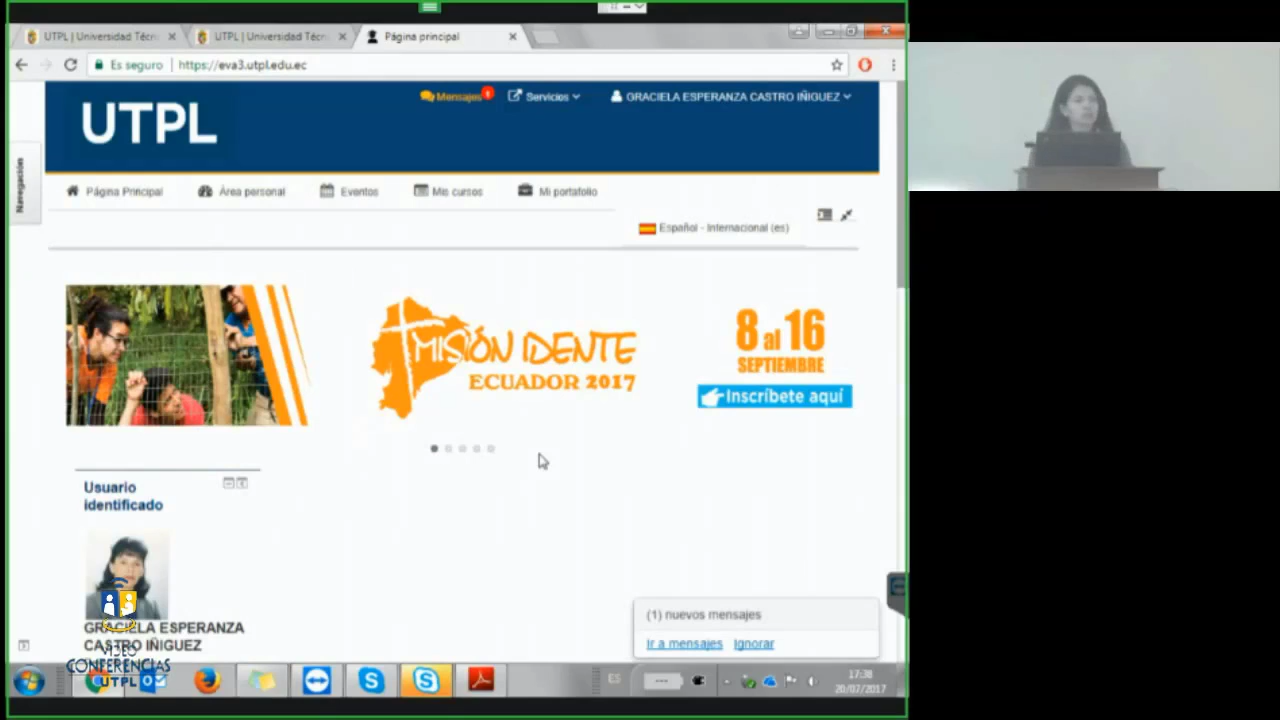 UTPL | Universidad Técni
UTPL | Universidad Técni
Página principal
Es seguro
https://eva3.utpl.edu.ec
UTPL
Mensajes
Servicios
GRACIELA ESPERANZA CASTRO IÑIGUEZ
Navegación
Página Principal
Área personal
Eventos
Mis cursos
Mi portafolio
Español - Internacional (es)
MISIÓN IDENTE
ECUADOR 2017
8 al 16
SEPTIEMBRE
Inscríbete aquí
Usuario
identificado
(1) nuevos mensajes
Ir a mensajes Ignorar
GRACIELA ESPERANZA
CASTRO IÑIGUEZ
VIDEO
CONFERENCIAS
UTPL
ES
17:38
20/07/2017